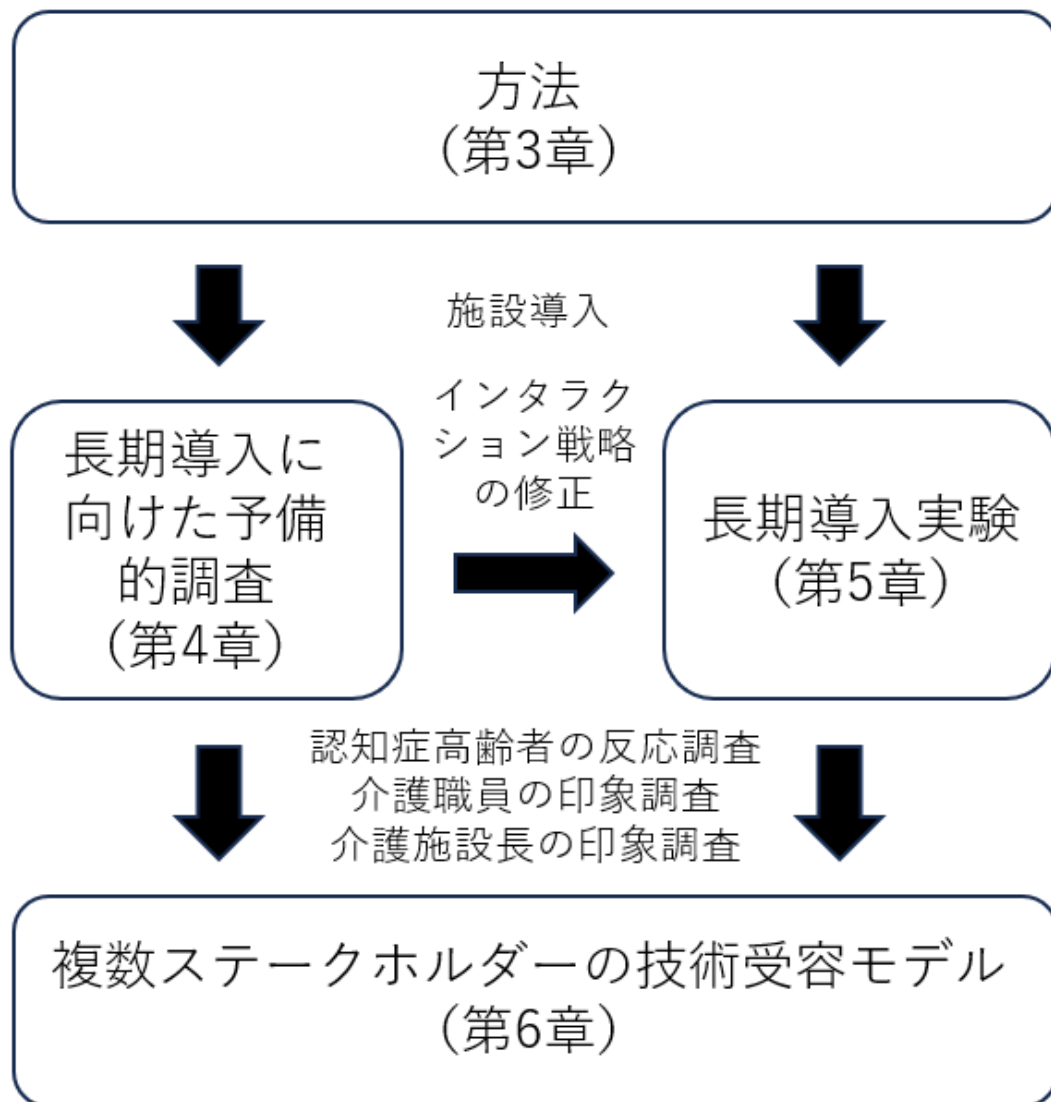 方法
(第3章)
施設導入
インタラク
ション戦略
の修正
長期導入に
向けた予備
的調査
(第4章)
長期導入実験
(第5章)
認知症高齢者の反応調査
介護職員の印象調査
介護施設長の印象調査
複数ステークホルダーの技術受容モデル
(第6章)